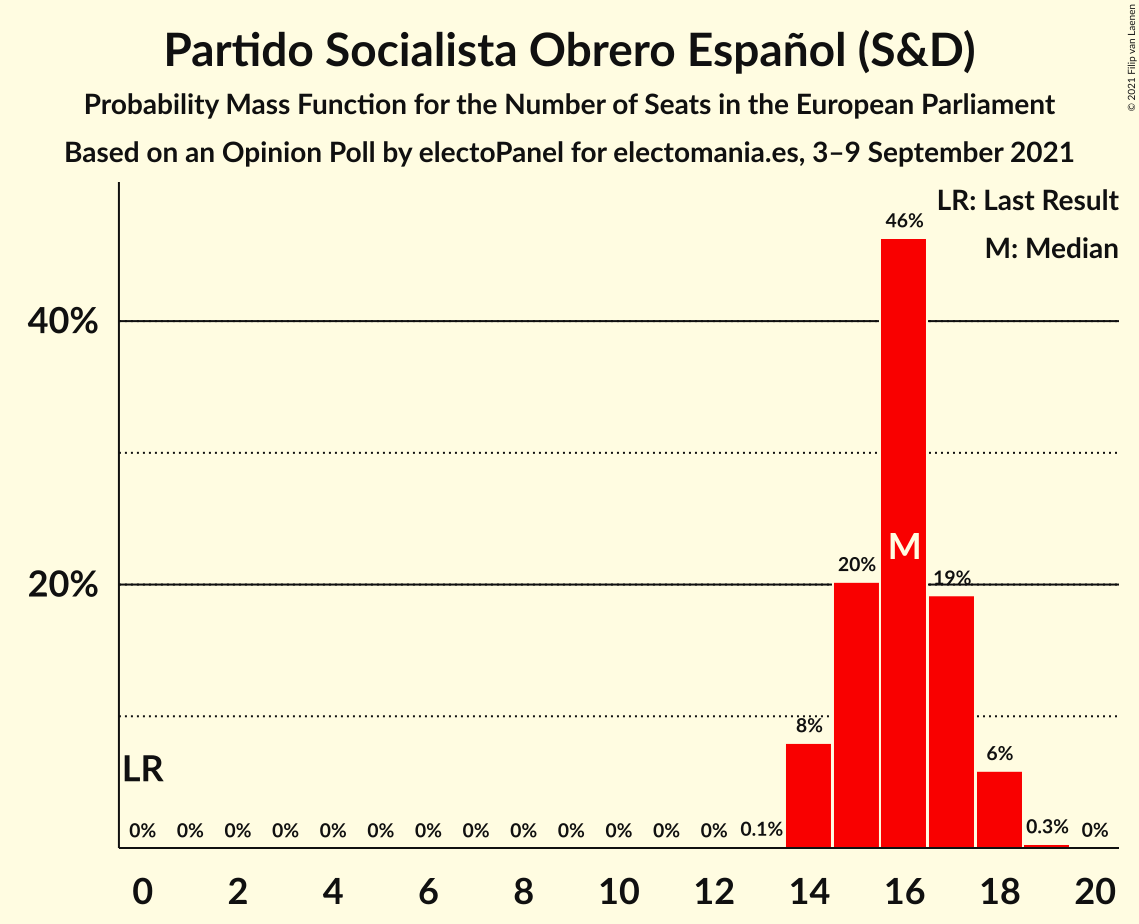 Partido Socialista Obrero Español (S&D)
Probability Mass Function for the Number of Seats in the European Parliament
Based on an Opinion Poll by electoPanel for electomania.es, 3–9 September 2021
© 2021 Filip van Laenen
LR: Last Result
M: Median
46%
40%
M
20%
19%
20%
8%
6%
LR
0% 0% 0% 0% 0% 0% 0% 0% 0% 0% 0% 0% 0% 0.1% 0.3% 0%
0 2 4 6 8 10 12 14 16 18 20